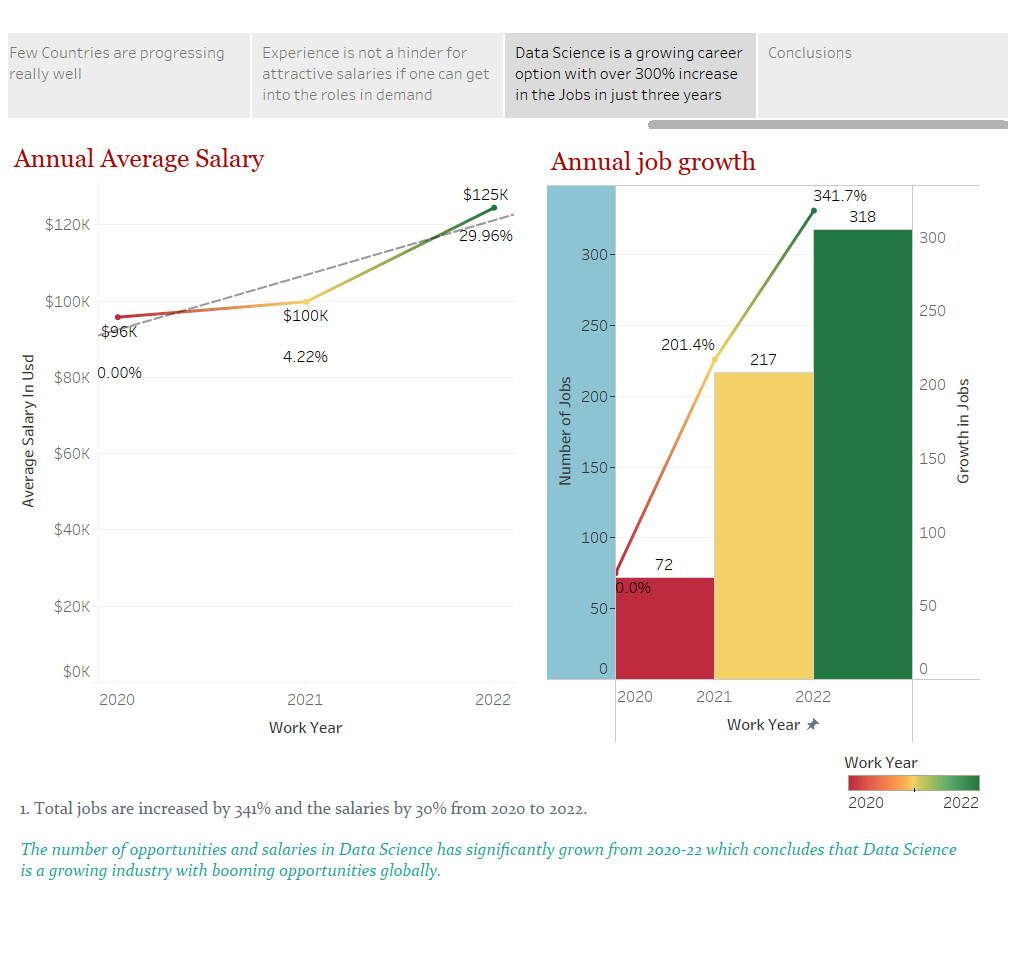 Few Countries are progressing
really well
Experience is not a hinder for
attractive salaries if one can get
into the roles in demand
Data Science is a growing career
option with over 300% increase
in the Jobs in just three years
Conclusions
Annual Average Salary
Average Salary In Usd
$120K
$100K
$80K
$60K
$40K
$20K
$0K
$125K
29.96%
$96K
0.00%
$100K
4.22%
2020
2021
2022
Work Year
Annual job growth
Number of Jobs
300
250
200
150
100
50
0
341.7%
318
201.4%
217
72
0.0%
300
250
200
150
100
50
0
Growth in Jobs
2020
2021
2022
Work Year
Work Year
2020
2022
1. Total jobs are increased by 341% and the salaries by 30% from 2020 to 2022.
The number of opportunities and salaries in Data Science has significantly grown from 2020-22 which concludes that Data Science
is a growing industry with booming opportunities globally.